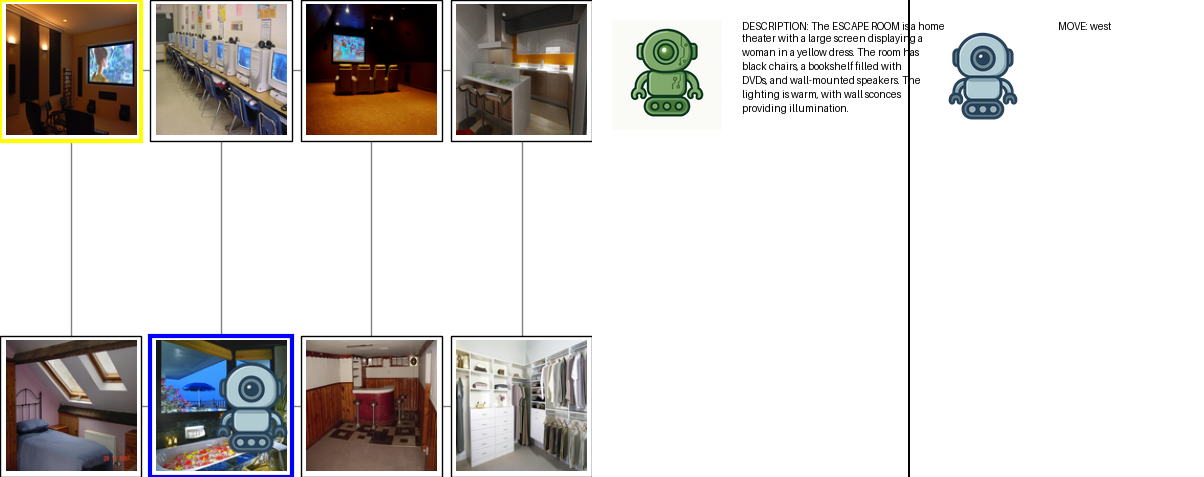 DESCRIPTION: The ESCAPE ROOM is a home
theater with a large screen displaying a
woman in a yellow dress. The room has
black chairs, a bookshelf filled with
DVDs, and wall-mounted speakers. The
lighting is warm, with wall sconces
providing illumination.
MOVE: west